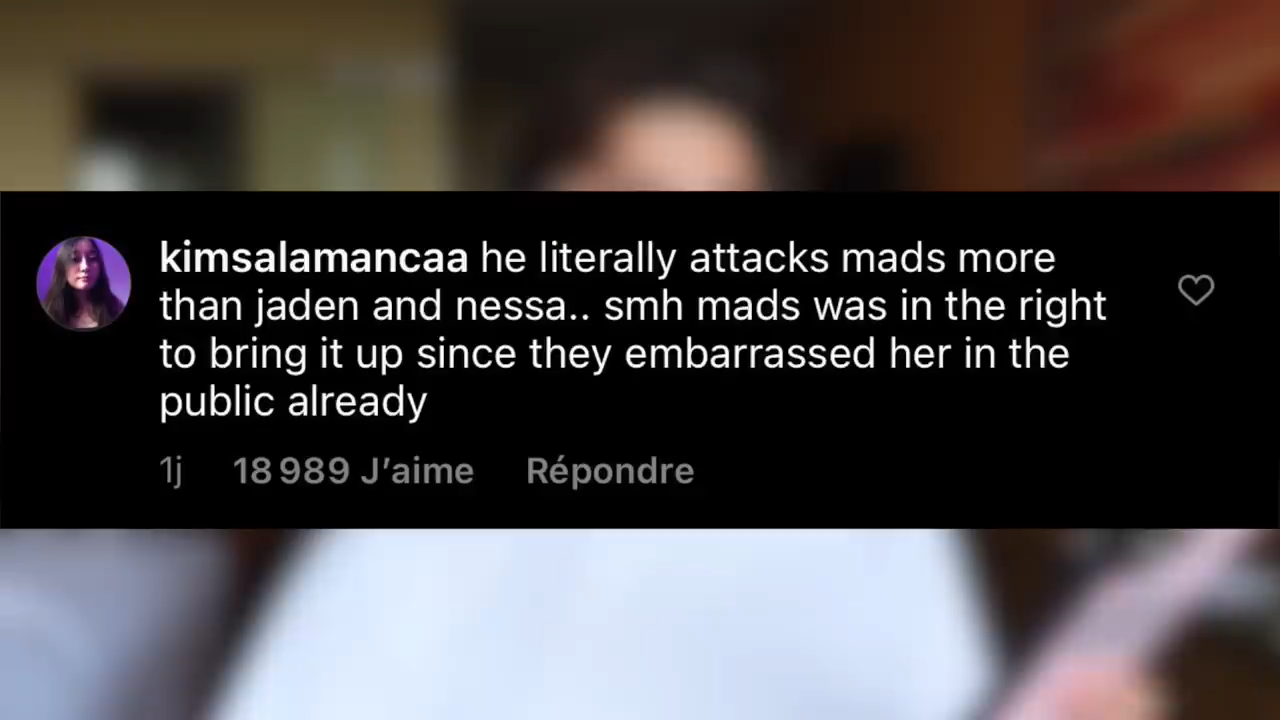 kimsalamancaa he literally attacks mads more
than jaden and nessa.. smh mads was in the right
to bring it up since they embarrassed her in the
public already
1j 18 989 J’aime Répondre